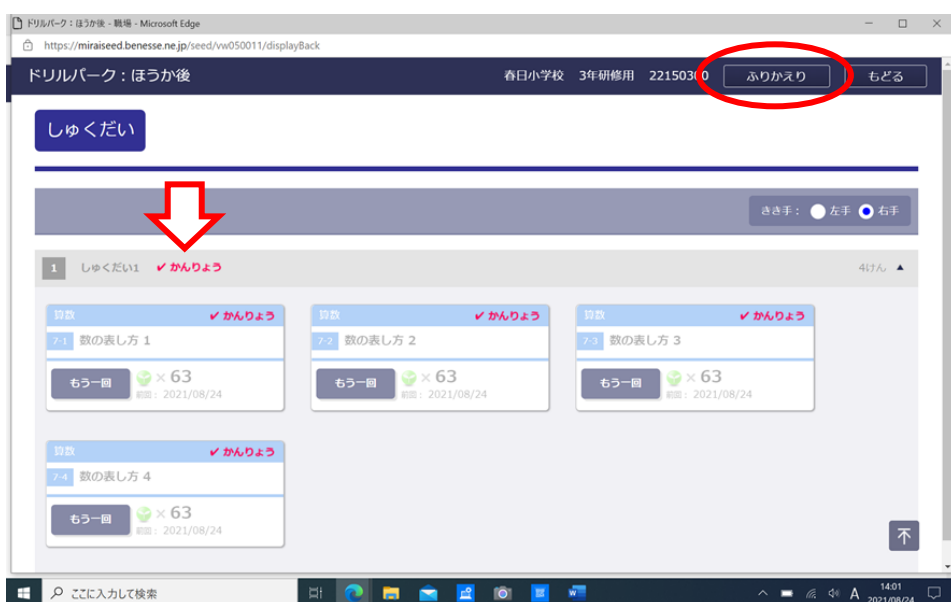 ドリルパーク：ほうか後 - 職場 - Microsoft Edge
https://miraiseed.benesse.ne.jp/seed/vw050011/displayBack
ドリルパーク：ほうか後 春日小学校 3年研修用 22150300 ふりかえり もどる
しゅくだい
きき手： 左手 右手
1 しゅくだい1 ✔ かんりょう 4けん ▲
算数 ✔ かんりょう 算数 ✔ かんりょう 算数 ✔ かんりょう
7-1 数の表し方 1 7-2 数の表し方 2 7-3 数の表し方 3
もう一回 × 63 もう一回 × 63 もう一回 × 63
: 2021/08/24 : 2021/08/24 : 2021/08/24
算数 ✔ かんりょう
7-4 数の表し方 4
もう一回 × 63
: 2021/08/24
ここに入力して検索 A 14:01
2021/08/24